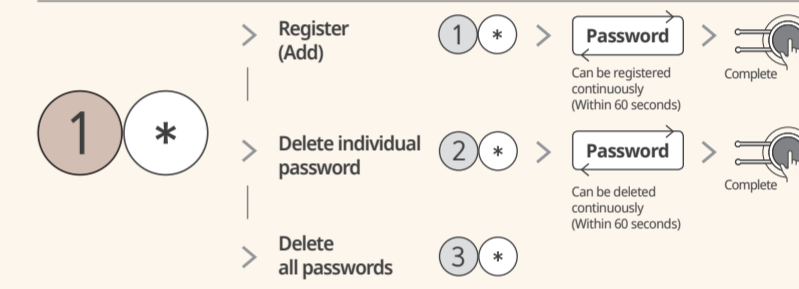 1 *
Register
(Add)
1 *
Password
Can be registered
continuously
(Within 60 seconds)
Complete
Delete individual
password
2 *
Password
Can be deleted
continuously
(Within 60 seconds)
Complete
Delete
all passwords
3 *